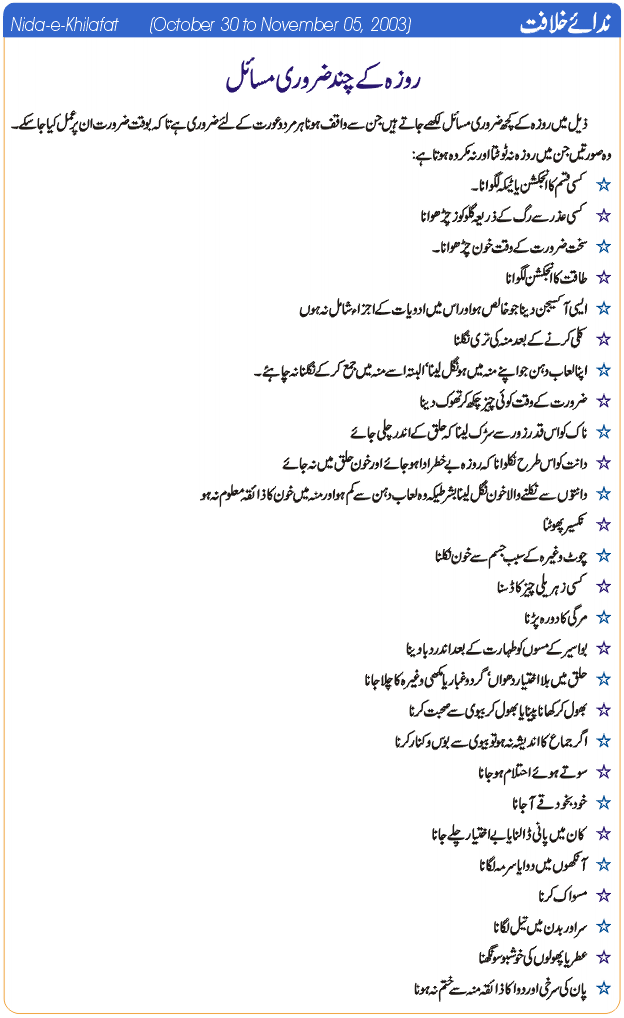 Nida-e-Khilafat (October 30 to November 05, 2003) ندائے خلافت
روزہ کے چند ضروری مسائل
ذیل میں روزہ کے کچھ ضروری مسائل لکھے جاتے ہیں جن سے واقف ہونا ہر مرد و عورت کے لئے ضروری ہے تا کہ بوقت ضرورت ان پر عمل کیا جا سکے۔
وہ صورتیں جن میں روزہ نہ ٹوٹتا اور نہ مکروہ ہوتا ہے:
☆ کسی قسم کا انجکشن یا ٹیکہ لگوانا۔
☆ کسی عذر سے رگ کے ذریعہ گلوکوز چڑھوانا
☆ سخت ضرورت کے وقت خون چڑھوانا۔
☆ طاقت کا انجکشن لگوانا
☆ ایسی آکسیجن دینا جو خالص ہو اور اس میں ادویات کے اجزاء شامل نہ ہوں
☆ کلی کرنے کے بعد منہ کی تری نگلنا
☆ اپنا لعاب دہن جو اپنے منہ میں ہو نگل لینا‘ البتہ اسے منہ میں جمع کر کے نگلنا نہ چاہئے۔
☆ ضرورت کے وقت کوئی چیز چکھ کر تھوک دینا
☆ ناک کو اس قدر زور سے سڑک لینا کہ حلق کے اندر چلی جائے
☆ دانت کو اس طرح نکلوانا کہ روزہ بے خطر ادا ہو جائے اور خون حلق میں نہ جائے
☆ دانتوں سے نکلنے والا خون نگل لینا بشرطیکہ وہ لعاب دہن سے کم ہو اور منہ میں خون کا ذائقہ معلوم نہ ہو
☆ نکسیر پھوٹنا
☆ چوٹ وغیرہ کے سبب جسم سے خون نکلنا
☆ کسی زہریلی چیز کا ڈسنا
☆ مرگی کا دورہ پڑنا
☆ بواسیر کے مسوں کو طہارت کے بعد اندر دبا دینا
☆ حلق میں بلا اختیار دھواں‘ گرد و غبار یا مکھی وغیرہ کا چلا جانا
☆ بھول کر کھانا پینا یا بھول کر بیوی سے صحبت کرنا
☆ اگر جماع کا اندیشہ نہ ہو تو بیوی سے بوس و کنار کرنا
☆ سوتے ہوئے احتلام ہو جانا
☆ خود بخود قے آ جانا
☆ کان میں پانی ڈالنا یا بے اختیار چلے جانا
☆ آنکھوں میں دوا یا سرمہ لگانا
☆ مسواک کرنا
☆ سر اور بدن میں تیل لگانا
☆ عطر یا پھولوں کی خوشبو سونگھنا
☆ پان کی سرخی اور دوا کا ذائقہ منہ سے ختم نہ ہونا